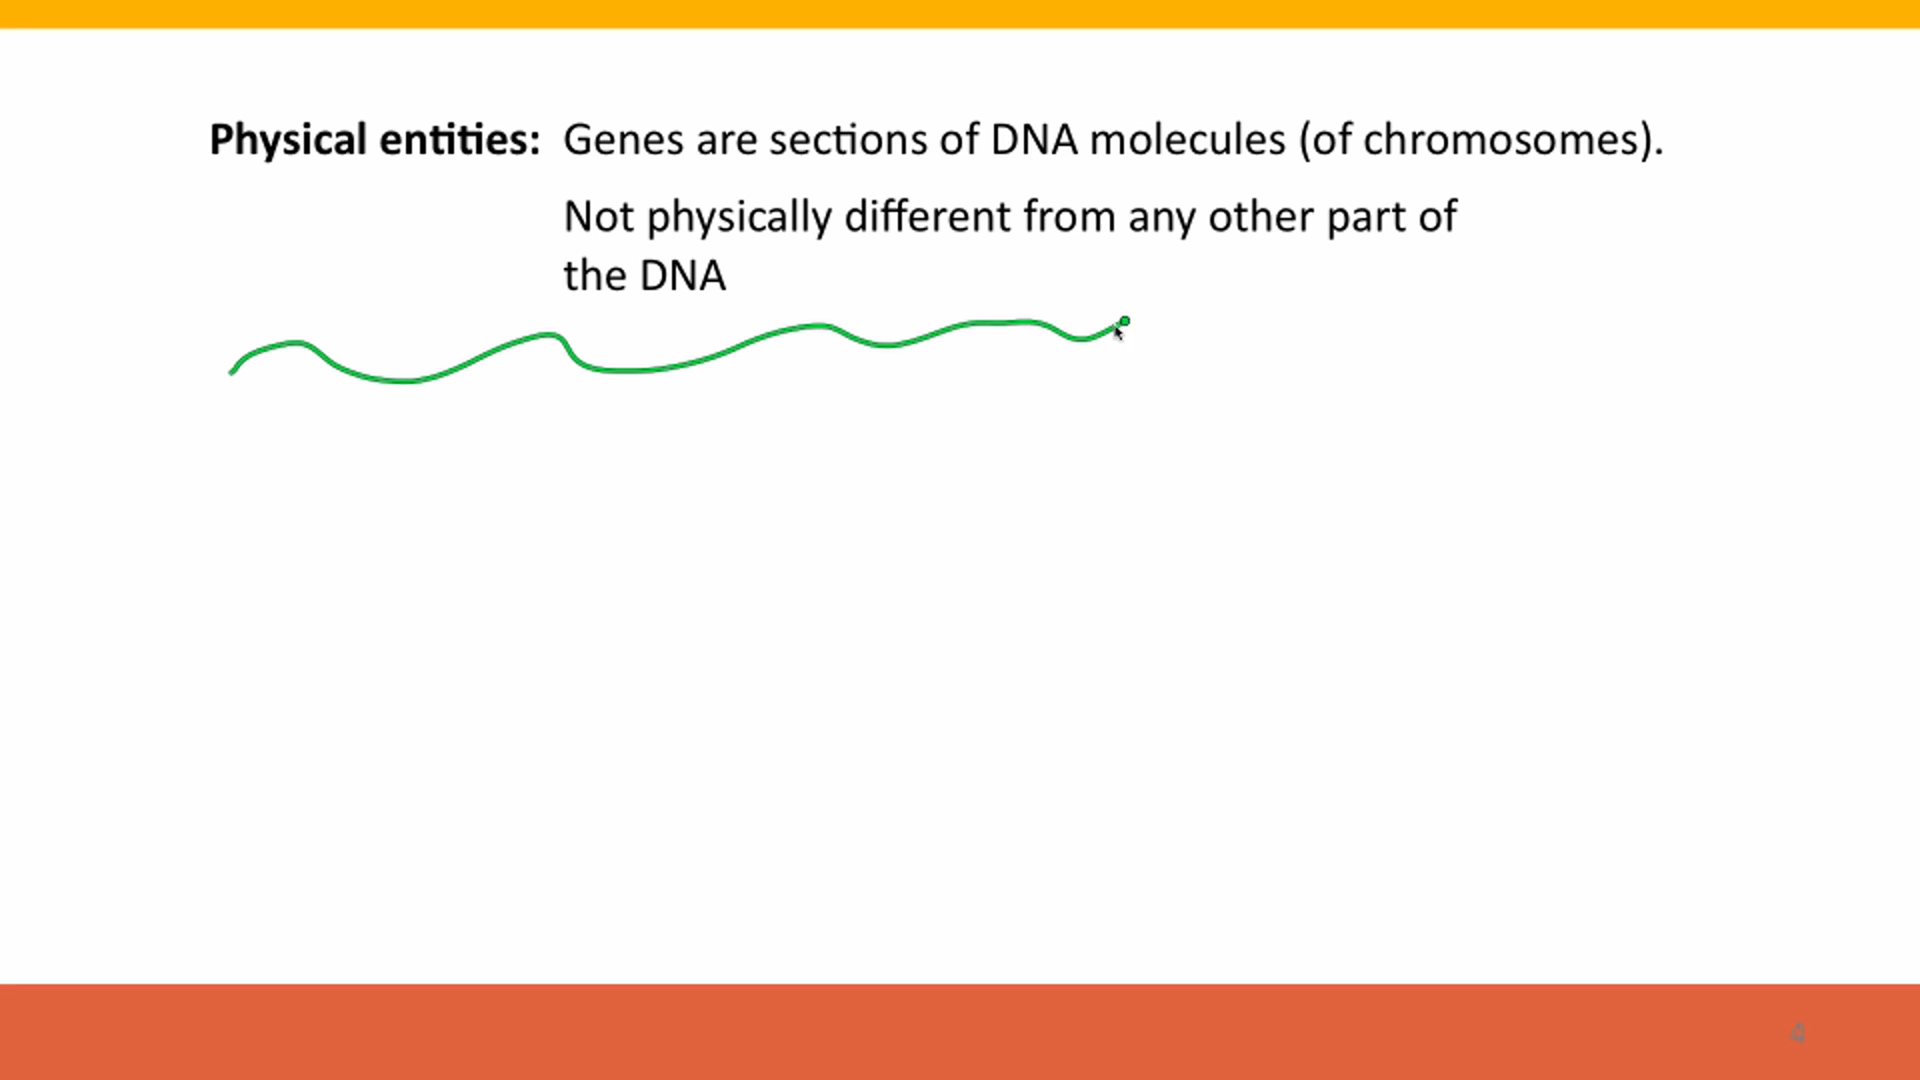 Physical entities: Genes are sections of DNA molecules (of chromosomes).
Not physically different from any other part of
the DNA
4